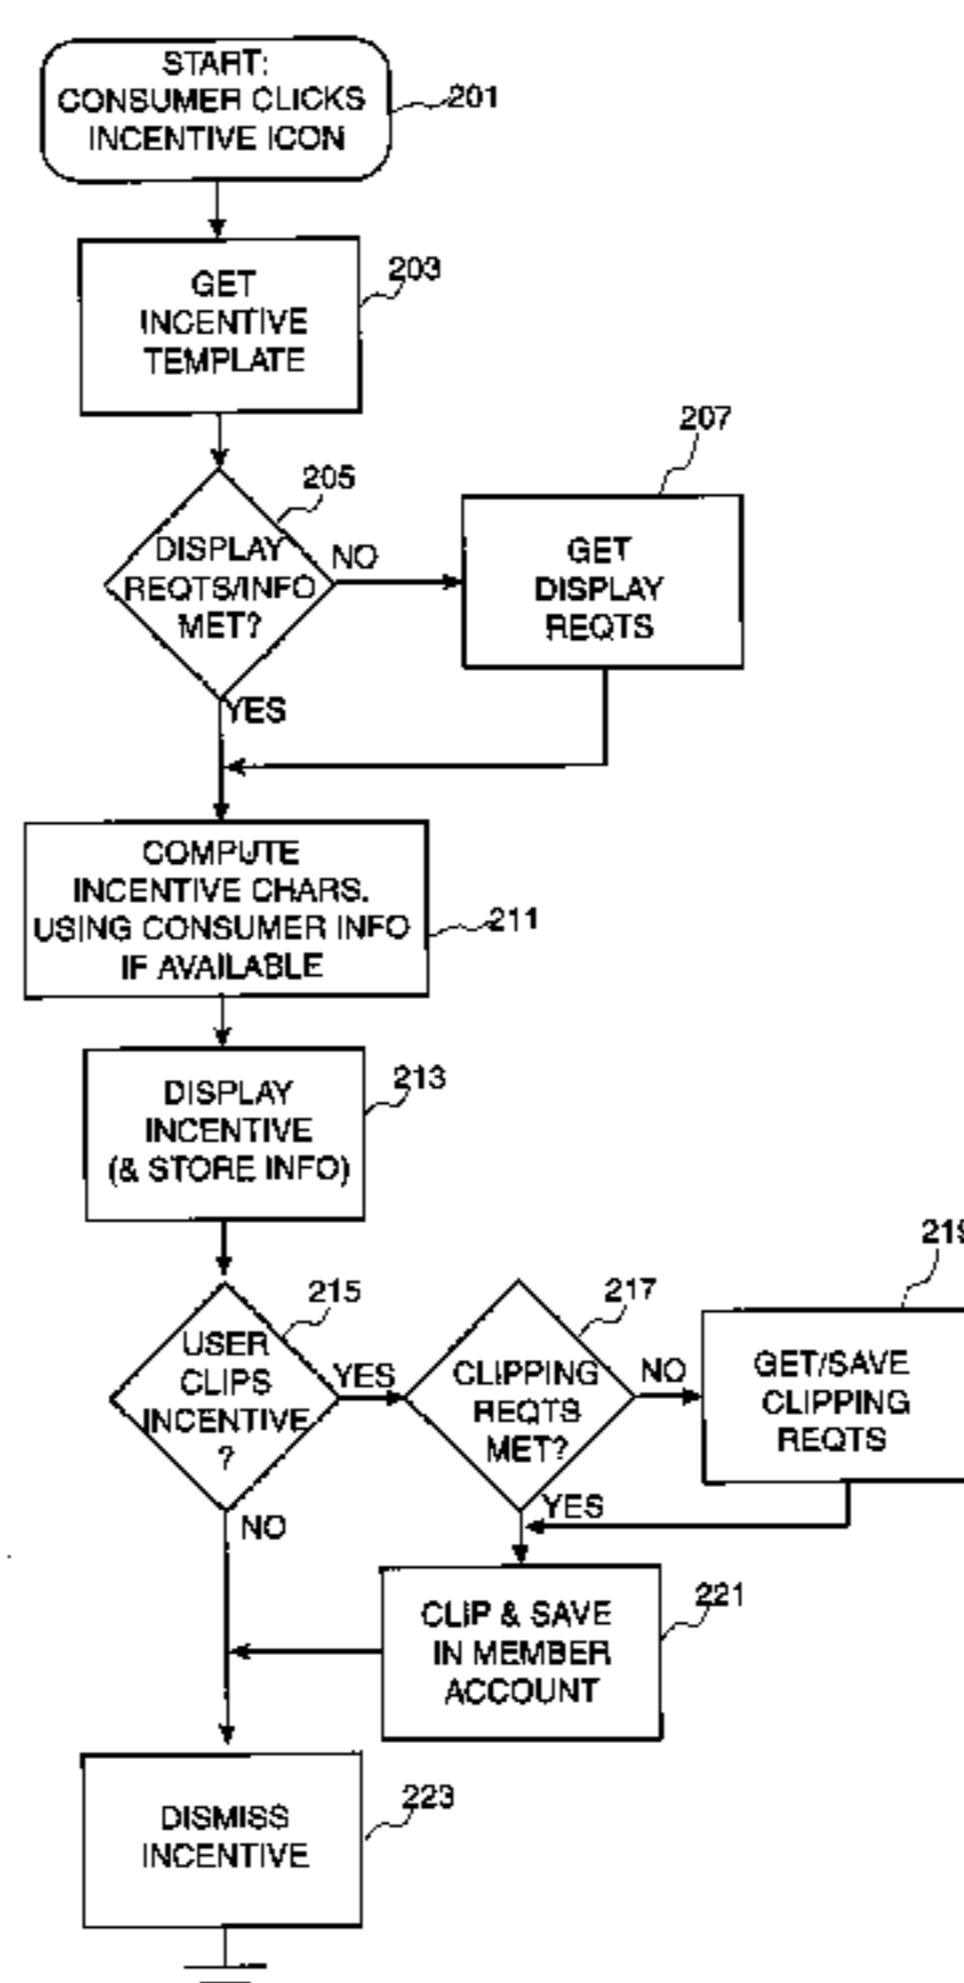 START:
CONSUMER CLICKS
INCENTIVE ICON
201
GET
INCENTIVE
TEMPLATE
203
DISPLAY
REQTS/INFO
MET?
205
NO
YES
207
GET
DISPLAY
REQTS
COMPUTE
INCENTIVE CHARS.
USING CONSUMER INFO
IF AVAILABLE
211
DISPLAY
INCENTIVE
(& STORE INFO)
213
USER
CLIPS
INCENTIVE
?
215
YES
NO
CLIPPING
REQTS
MET?
217
NO
YES
219
GET/SAVE
CLIPPING
REQTS
CLIP & SAVE
IN MEMBER
ACCOUNT
221
DISMISS
INCENTIVE
223